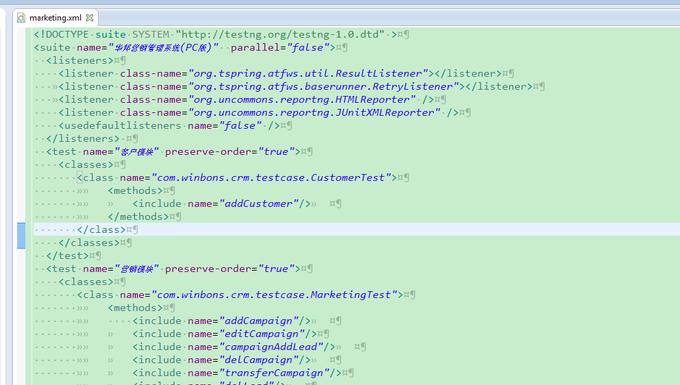 marketing.xml
<!DOCTYPE suite SYSTEM "http://testng.org/testng-1.0.dtd" >
<suite name="华邦营销管理系统(PC版)" parallel="false">
<listeners>
<listener class-name="org.tspring.atfws.util.ResultListener"></listener>
<listener class-name="org.tspring.atfws.baserunner.RetryListener"></listener>
<listener class-name="org.uncommons.reportng.HTMLReporter" />
<listener class-name="org.uncommons.reportng.JUnitXMLReporter" />
<usedefaultlisteners name="false" />
</listeners>
<test name="客户模块" preserve-order="true">
<classes>
<class name="com.winbons.crm.testcase.CustomerTest">
<methods>
<include name="addCustomer"/>
</methods>
</class>
</classes>
</test>
<test name="营销模块" preserve-order="true">
<classes>
<class name="com.winbons.crm.testcase.MarketingTest">
<methods>
<include name="addCampaign"/>
<include name="editCampaign"/>
<include name="campaignAddLead"/>
<include name="delCampaign"/>
<include name="transferCampaign"/>